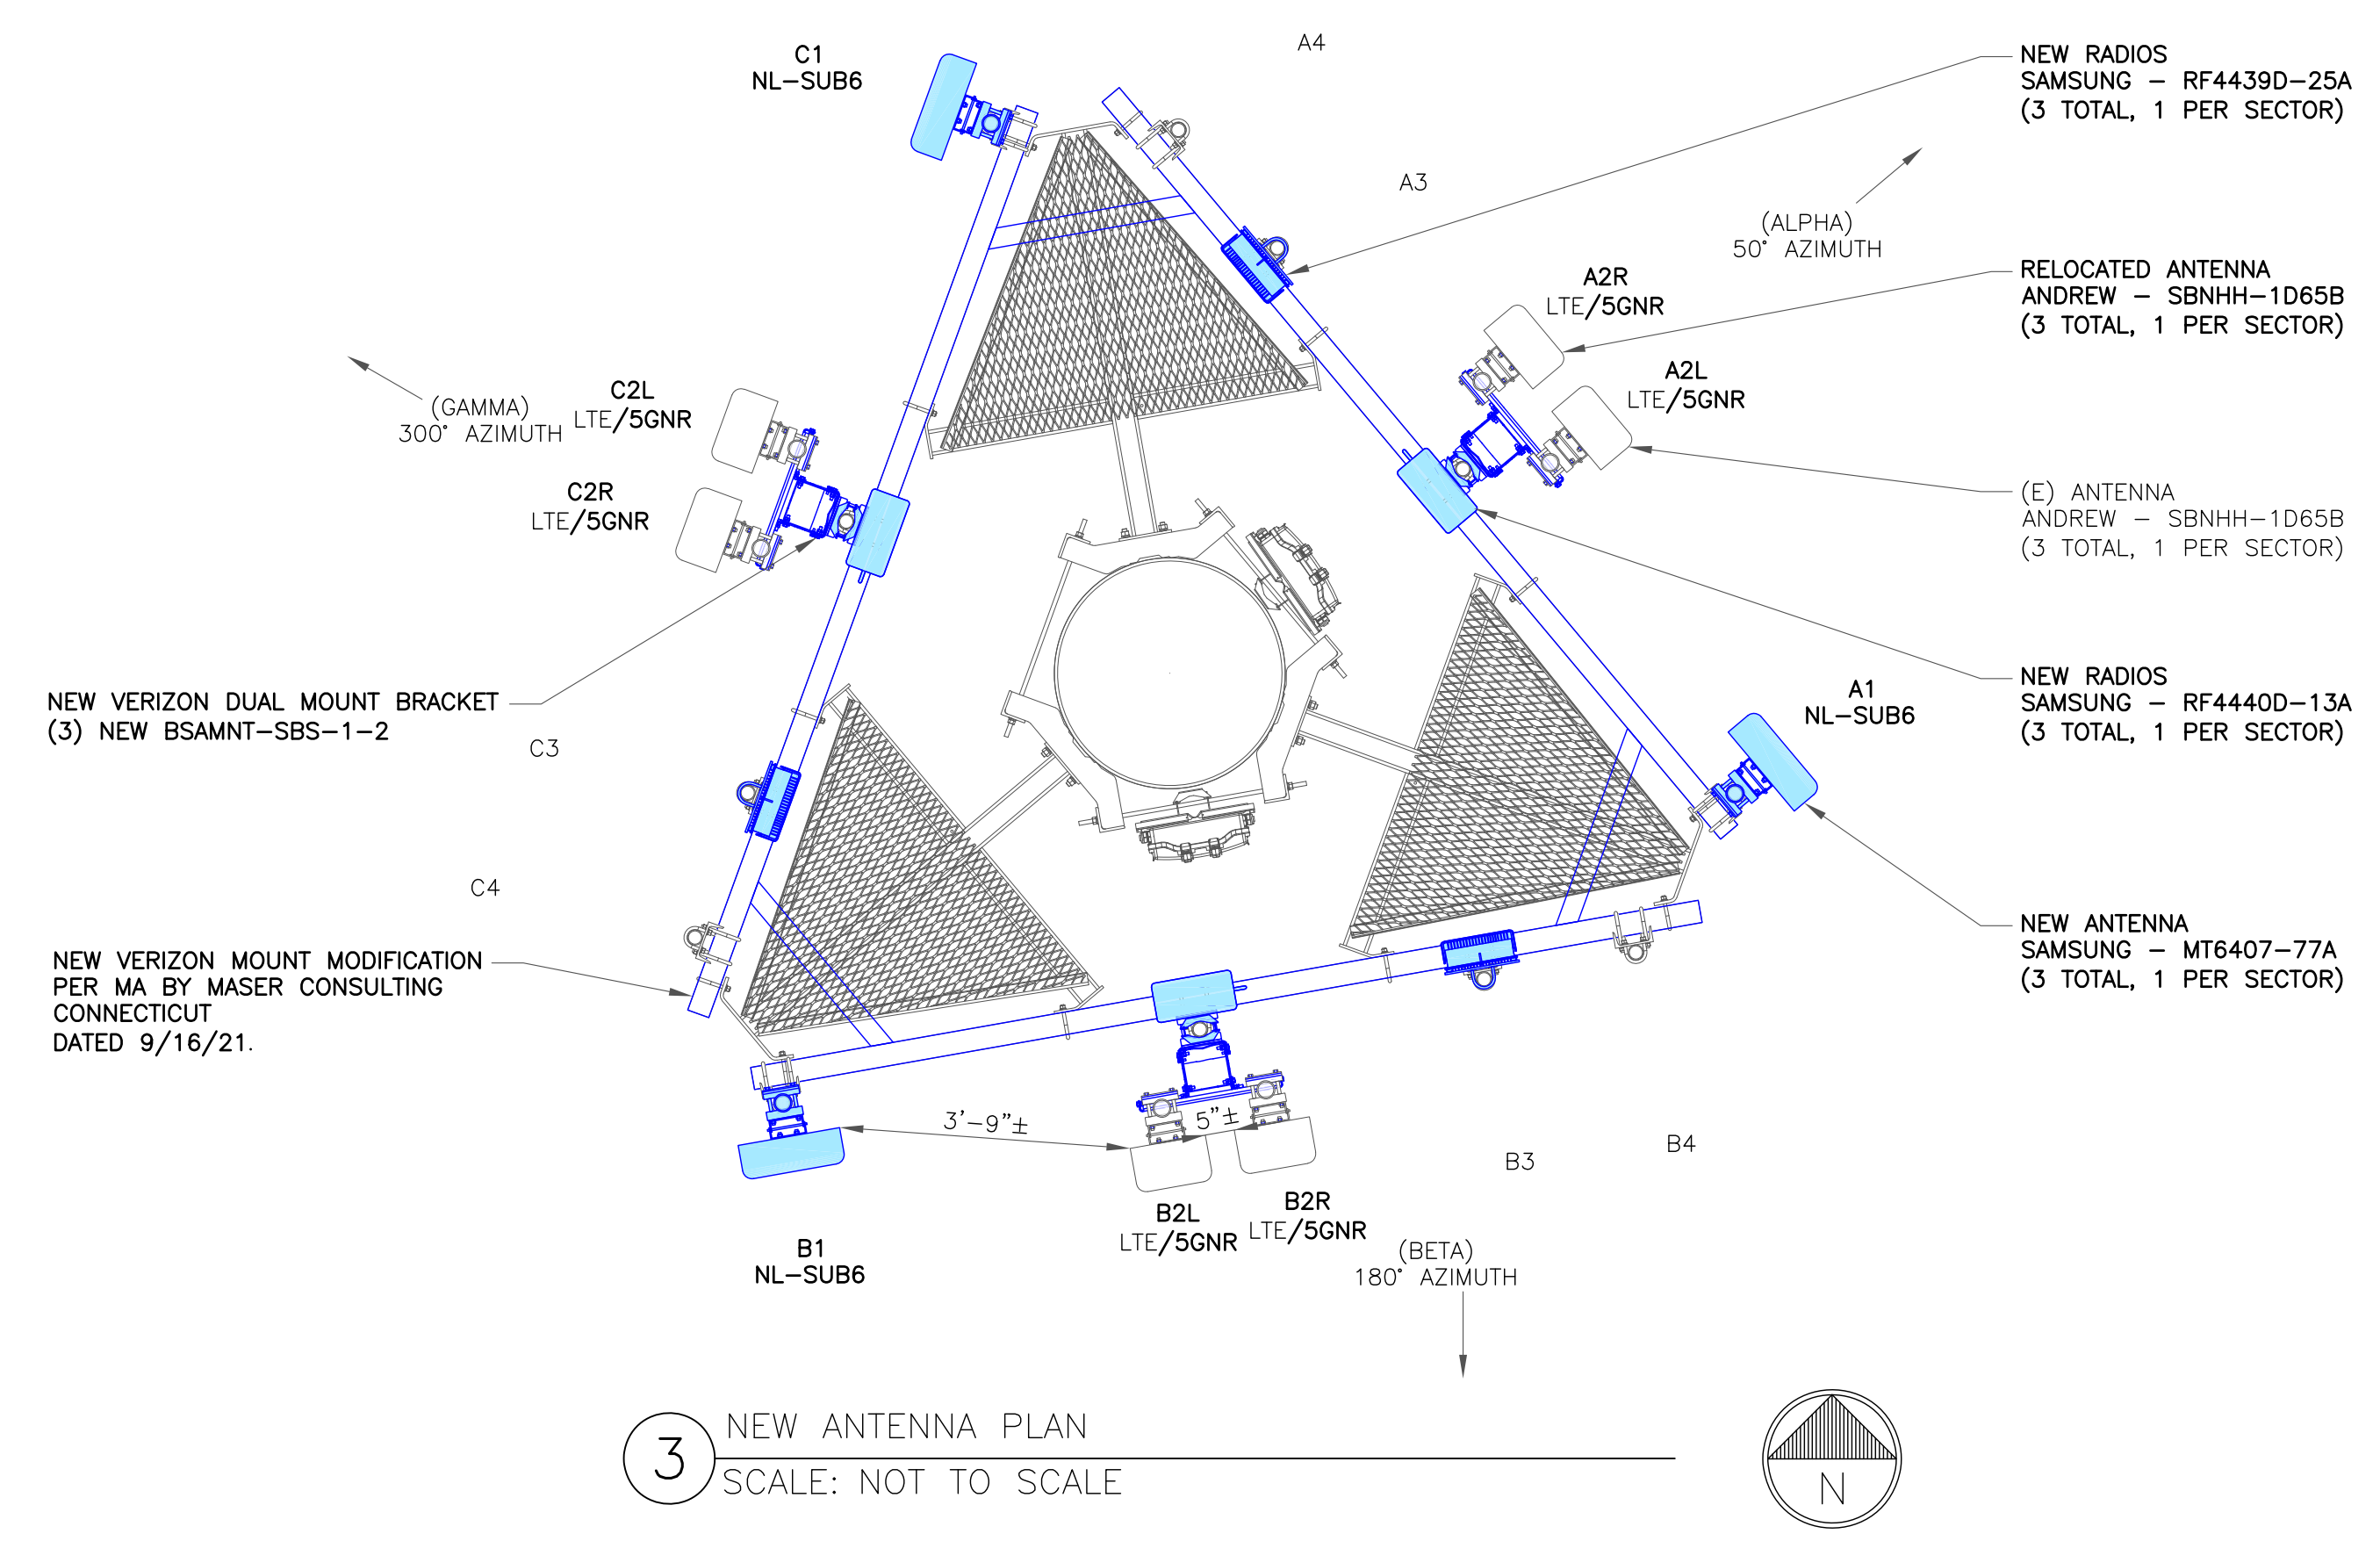 C1
NL-SUB6
A4
NEW RADIOS
SAMSUNG - RF4439D-25A
(3 TOTAL, 1 PER SECTOR)
A3
(ALPHA)
50° AZIMUTH
A2R
LTE/5GNR
RELOCATED ANTENNA
ANDREW - SBNHH-1D65B
(3 TOTAL, 1 PER SECTOR)
A2L
LTE/5GNR
(GAMMA)
300° AZIMUTH
C2L
LTE/5GNR
C2R
LTE/5GNR
(E) ANTENNA
ANDREW - SBNHH-1D65B
(3 TOTAL, 1 PER SECTOR)
NEW VERIZON DUAL MOUNT BRACKET
(3) NEW BSAMNT-SBS-1-2
C3
A1
NL-SUB6
NEW RADIOS
SAMSUNG - RF4440D-13A
(3 TOTAL, 1 PER SECTOR)
C4
NEW VERIZON MOUNT MODIFICATION
PER MA BY MASER CONSULTING
CONNECTICUT
DATED 9/16/21.
NEW ANTENNA
SAMSUNG - MT6407-77A
(3 TOTAL, 1 PER SECTOR)
3'-9"±
5"±
B3
B4
B2L
LTE/5GNR
B2R
LTE/5GNR
B1
NL-SUB6
(BETA)
180° AZIMUTH
3
NEW ANTENNA PLAN
SCALE: NOT TO SCALE
N